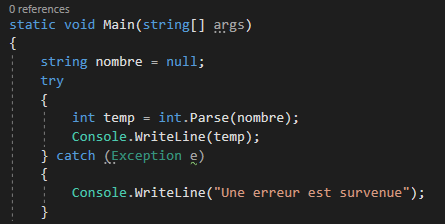 0 references
static void Main(string[] args)
{
    string nombre = null;
    try
    {
        int temp = int.Parse(nombre);
        Console.WriteLine(temp);
    } catch (Exception e)
    {
        Console.WriteLine("Une erreur est survenue");
    }